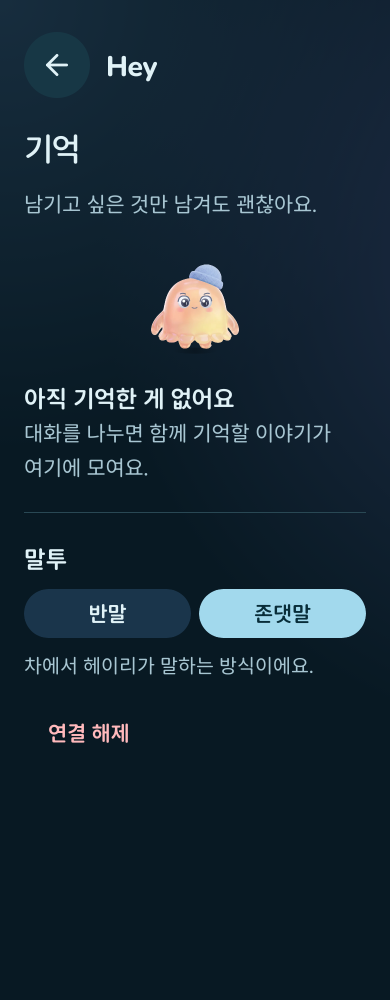 Hey
기억
남기고 싶은 것만 남겨도 괜찮아요.
아직 기억한 게 없어요
대화를 나누면 함께 기억할 이야기가
여기에 모여요.
말투
반말
존댓말
차에서 헤이리가 말하는 방식이에요.
연결 해제